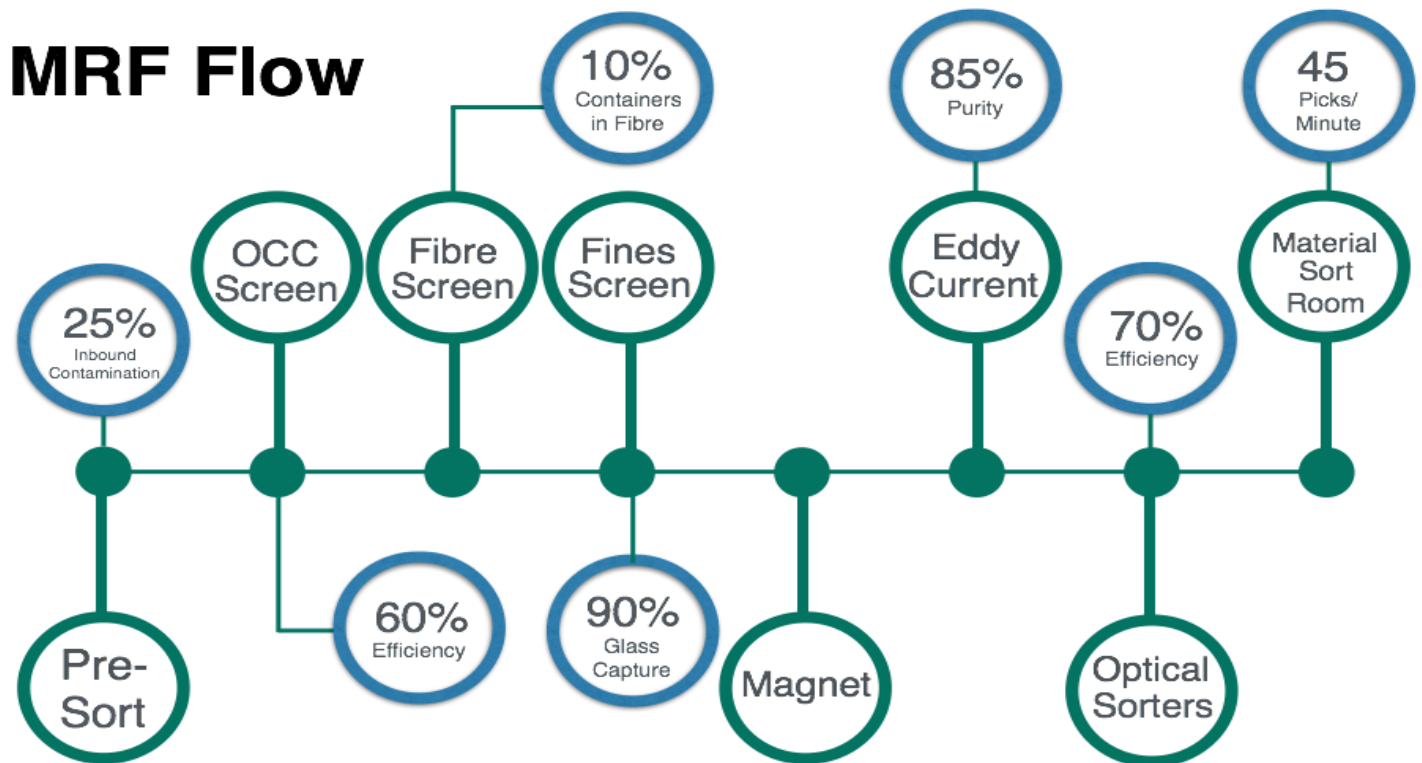 MRF Flow
10%
Containers
in Fibre
85%
Purity
45
Picks/
Minute
OCC
Screen
Fibre
Screen
Fines
Screen
Eddy
Current
Material
Sort
Room
25%
Inbound
Contamination
70%
Efficiency
60%
Efficiency
90%
Glass
Capture
Pre-
Sort
Magnet
Optical
Sorters